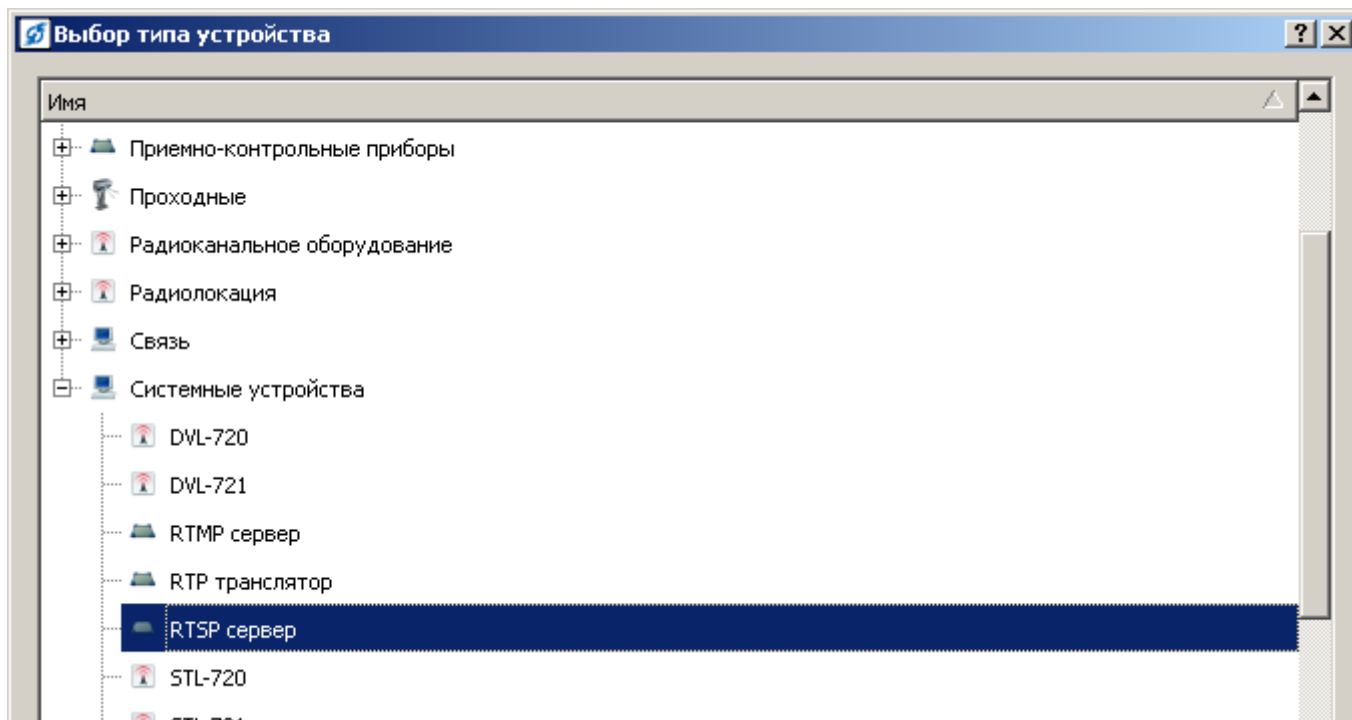 Выбор типа устройства
Имя
Приемно-контрольные приборы
Проходные
Радиоканальное оборудование
Радиолокация
Связь
Системные устройства
DVL-720
DVL-721
RTMP сервер
RTP транслятор
RTSP сервер
STL-720